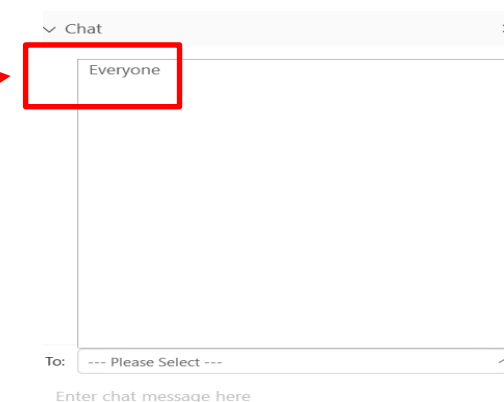 Chat
Everyone
To: --- Please Select ---
Enter chat message here